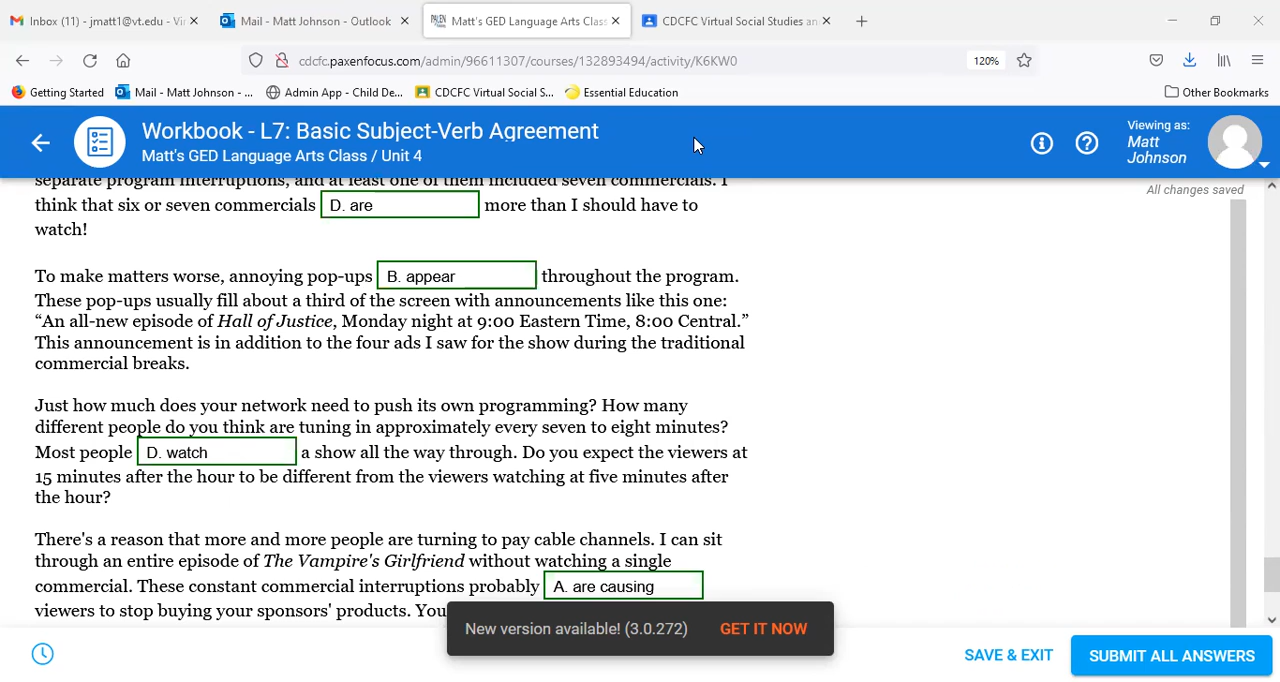 Inbox (11) - jmatt1@vt.edu - Vir
Mail - Matt Johnson - Outlook
Matt's GED Language Arts Class
CDCFC Virtual Social Studies an
cdcfc.paxenfocus.com/admin/96611307/courses/132893494/activity/K6KW0
120%
Getting Started
Mail - Matt Johnson - ...
Admin App - Child De...
CDCFC Virtual Social S...
Essential Education
Other Bookmarks
Workbook - L7: Basic Subject-Verb Agreement
Matt's GED Language Arts Class / Unit 4
Viewing as:
Matt
Johnson
All changes saved
separate program interruptions, and at least one of them included seven commercials. I
think that six or seven commercials D. are more than I should have to
watch!
To make matters worse, annoying pop-ups B. appear throughout the program.
These pop-ups usually fill about a third of the screen with announcements like this one:
“An all-new episode of Hall of Justice, Monday night at 9:00 Eastern Time, 8:00 Central.”
This announcement is in addition to the four ads I saw for the show during the traditional
commercial breaks.
Just how much does your network need to push its own programming? How many
different people do you think are tuning in approximately every seven to eight minutes?
Most people D. watch a show all the way through. Do you expect the viewers at
15 minutes after the hour to be different from the viewers watching at five minutes after
the hour?
There's a reason that more and more people are turning to pay cable channels. I can sit
through an entire episode of The Vampire's Girlfriend without watching a single
commercial. These constant commercial interruptions probably A. are causing
viewers to stop buying your sponsors' products. You
New version available! (3.0.272) GET IT NOW
SAVE & EXIT
SUBMIT ALL ANSWERS